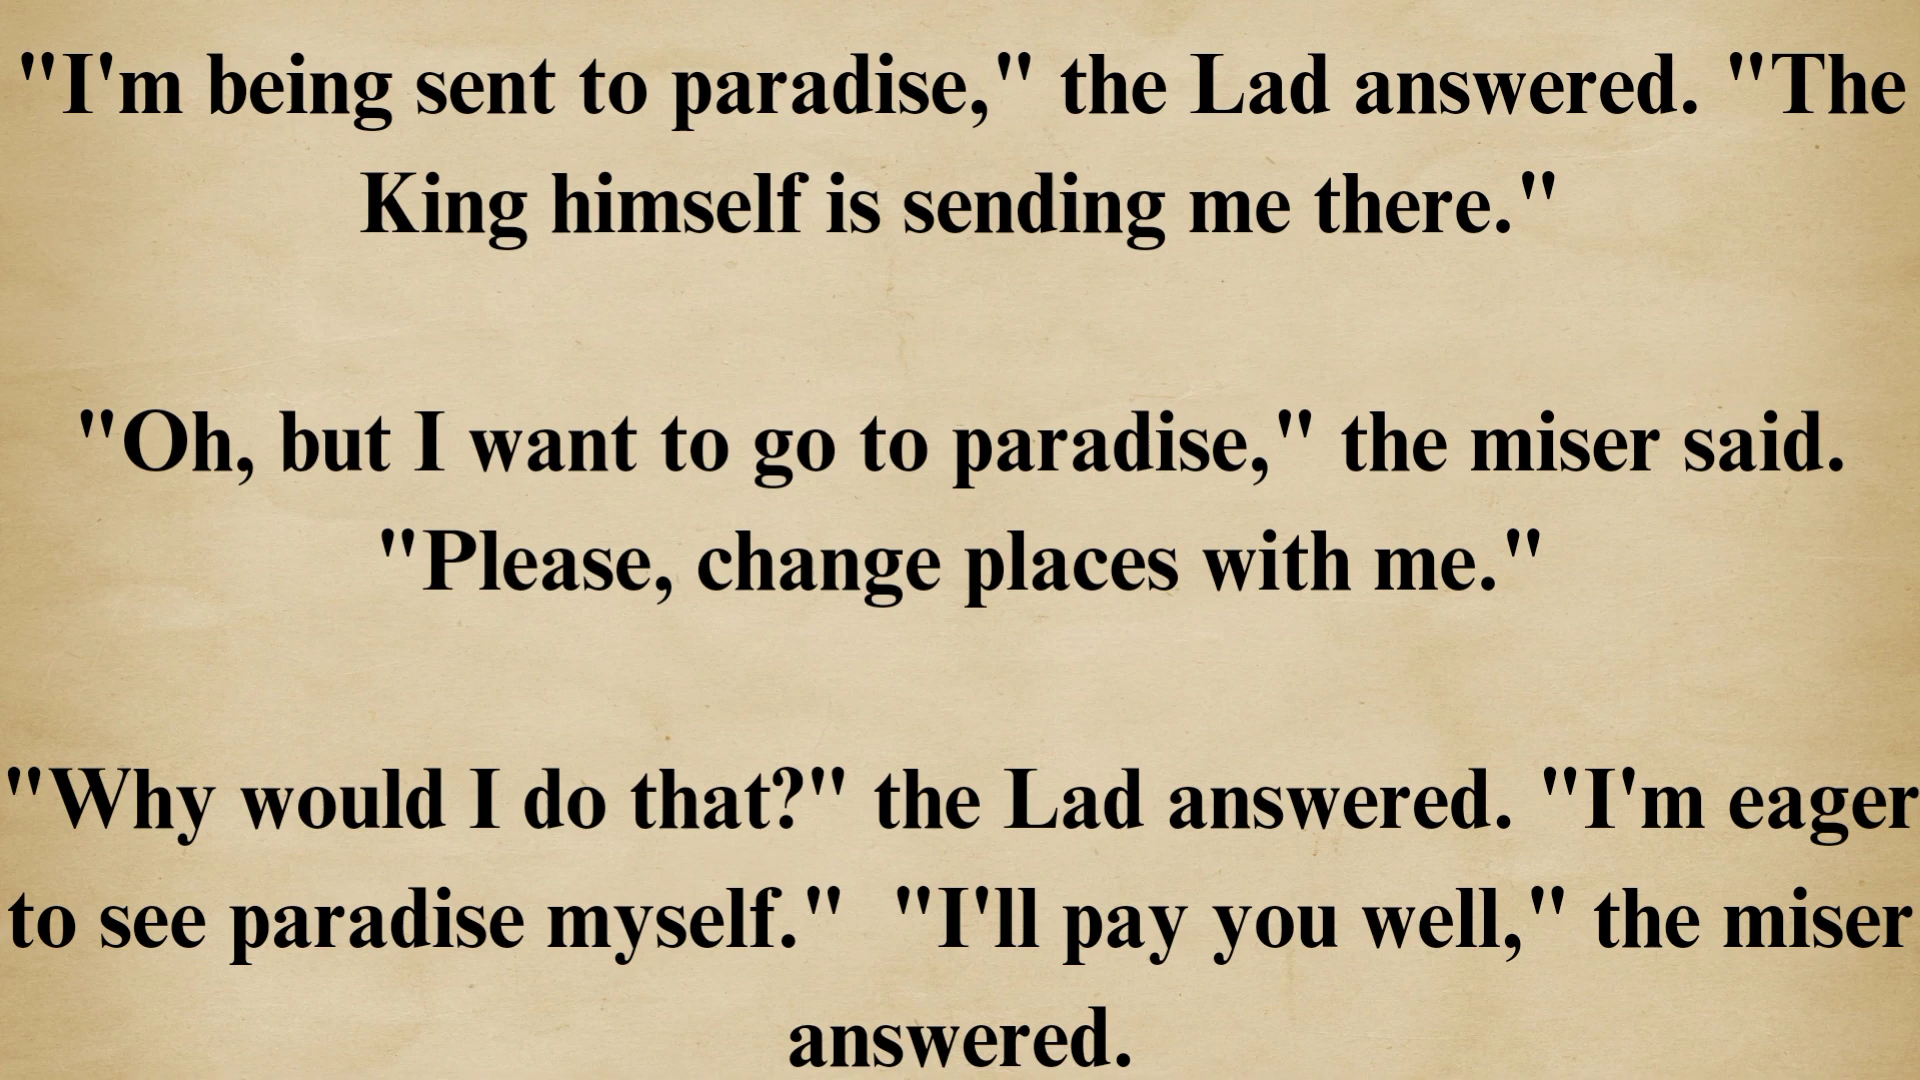 "I'm being sent to paradise," the Lad answered. "The
King himself is sending me there."
"Oh, but I want to go to paradise," the miser said.
"Please, change places with me."
"Why would I do that?" the Lad answered. "I'm eager
to see paradise myself."  "I'll pay you well," the miser
answered.